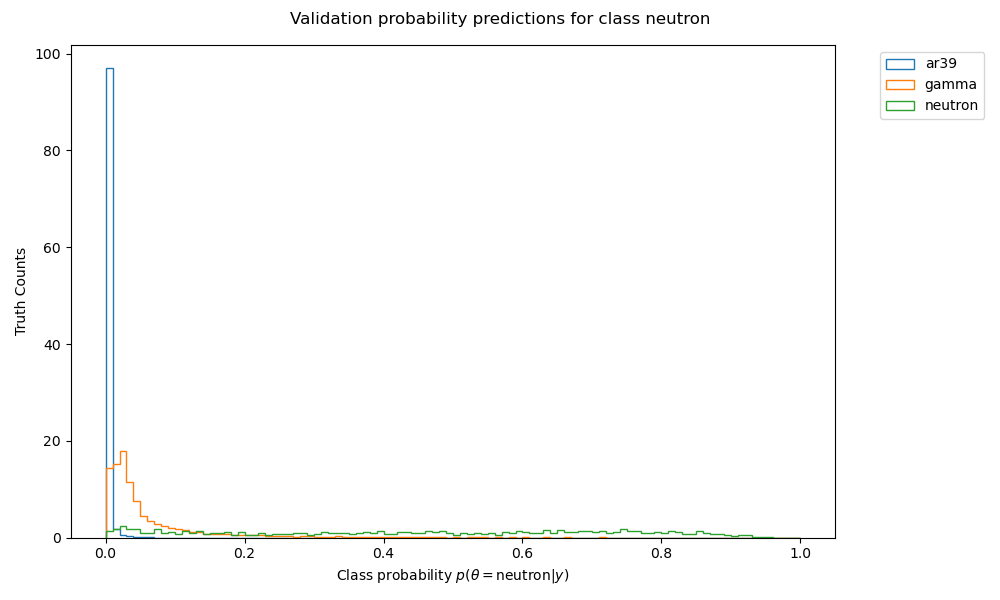 Validation probability predictions for class neutron
Truth Counts
100
80
60
40
20
0
0.0 0.2 0.4 0.6 0.8 1.0
Class probability p(θ = neutron|y)
ar39
gamma
neutron